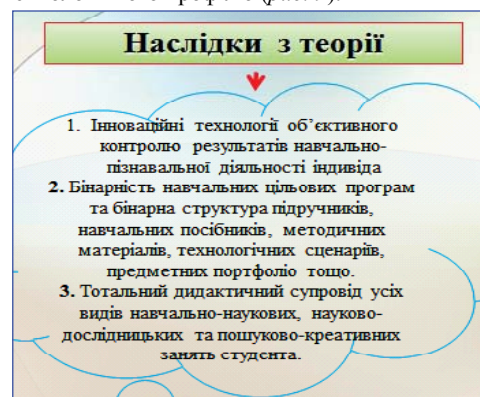 Наслідки з теорії
1. Інноваційні технології об’єктивного
контролю результатів навчально-
пізнавальної діяльності індивіда
2. Бінарність навчальних цільових програм
та бінарна структура підручників,
навчальних посібників, методичних
матеріалів, технологічних сценаріїв,
предметних портфоліо тощо.
3. Тотальний дидактичний супровід усіх
видів навчально-наукових, науково-
дослідницьких та пошуково-креативних
занять студента.